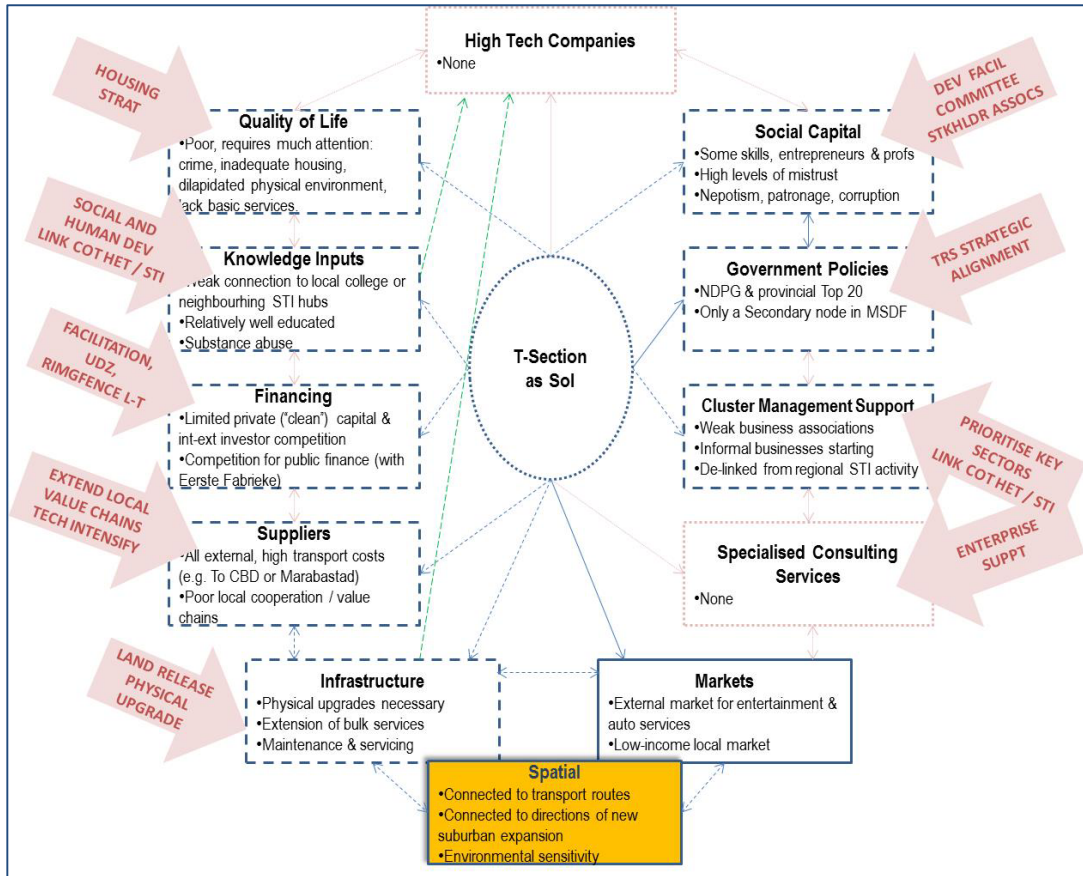 High Tech Companies
•None
HOUSING
STRAT
Quality of Life
•Poor, requires much attention:
crime, inadequate housing,
dilapidated physical environment,
lack basic services.
DEV FACIL
COMMITTEE
STKHLDR ASSOCS
Social Capital
•Some skills, entrepreneurs & profs
•High levels of mistrust
•Nepotism, patronage, corruption
SOCIAL AND
HUMAN DEV
LINK COT HET / STI
Knowledge Inputs
•Weak connection to local college or
neighbourhing STI hubs
•Relatively well educated
•Substance abuse
TRS STRATEGIC
ALIGNMENT
Government Policies
•NDPG & provincial Top 20
•Only a Secondary node in MSDF
T-Section
as SoI
FACILITATION,
UDZ,
RIMGFENCE L-T
Financing
•Limited private (“clean”) capital &
int-ext investor competition
•Competition for public finance (with
Eerste Fabrieke)
Cluster Management Support
•Weak business associations
•Informal businesses starting
•De-linked from regional STI activity
PRIORITISE KEY
SECTORS
LINK COT HET / STI
EXTEND LOCAL
VALUE CHAINS
TECH INTENSIFY
Suppliers
•All external, high transport costs
(e.g. To CBD or Marabastad)
•Poor local cooperation / value
chains
Specialised Consulting
Services
•None
ENTERPRISE
SUPPT
LAND RELEASE
PHYSICAL
UPGRADE
Infrastructure
•Physical upgrades necessary
•Extension of bulk services
•Maintenance & servicing
Markets
•External market for entertainment &
auto services
•Low-income local market
Spatial
•Connected to transport routes
•Connected to directions of new
suburban expansion
•Environmental sensitivity